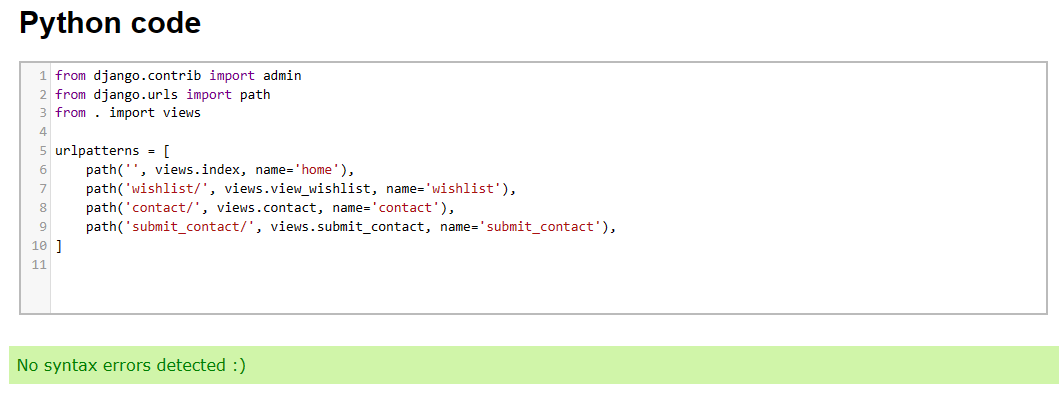 Python code
1 from django.contrib import admin
2 from django.urls import path
3 from . import views
4
5 urlpatterns = [
6     path('', views.index, name='home'),
7     path('wishlist/', views.view_wishlist, name='wishlist'),
8     path('contact/', views.contact, name='contact'),
9     path('submit_contact/', views.submit_contact, name='submit_contact'),
10 ]
11
No syntax errors detected :)